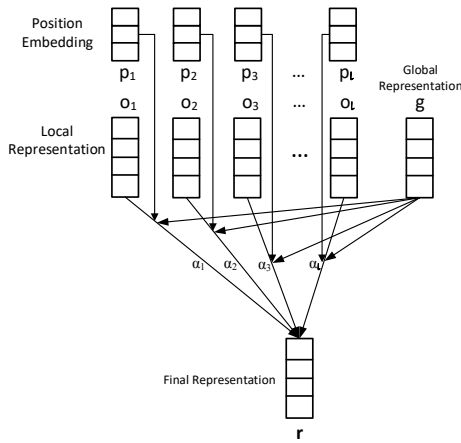 Position
Embedding
p1 p2 p3 ... pl
Global
Representation
g
o1 o2 o3 ... ol
Local
Representation
...
α1 α2 α3 αl
Final Representation
r